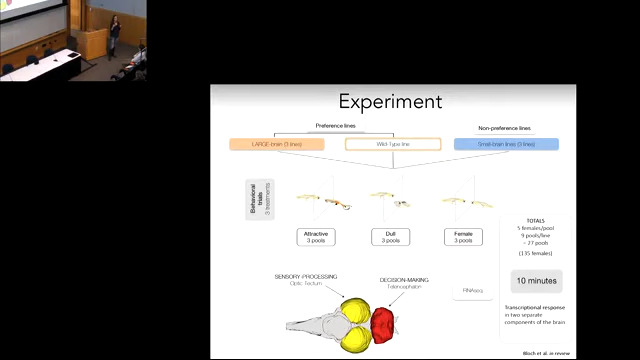 Experiment
Preference lines
Non-preference lines
LARGE-brain (3 lines)
Wild-Type line
Small-brain lines (3 lines)
Behavioral
trials
3 treatments
Attractive
3 pools
Dull
3 pools
Female
3 pools
TOTALS
5 females/pool
9 pools/line
~ 27 pools
(135 females)
SENSORY-PROCESSING
Optic Tectum
DECISION-MAKING
Telencephalon
RNAseq
10 minutes
Transcriptional response
in two separate
components of the brain
Bloch et al. in review